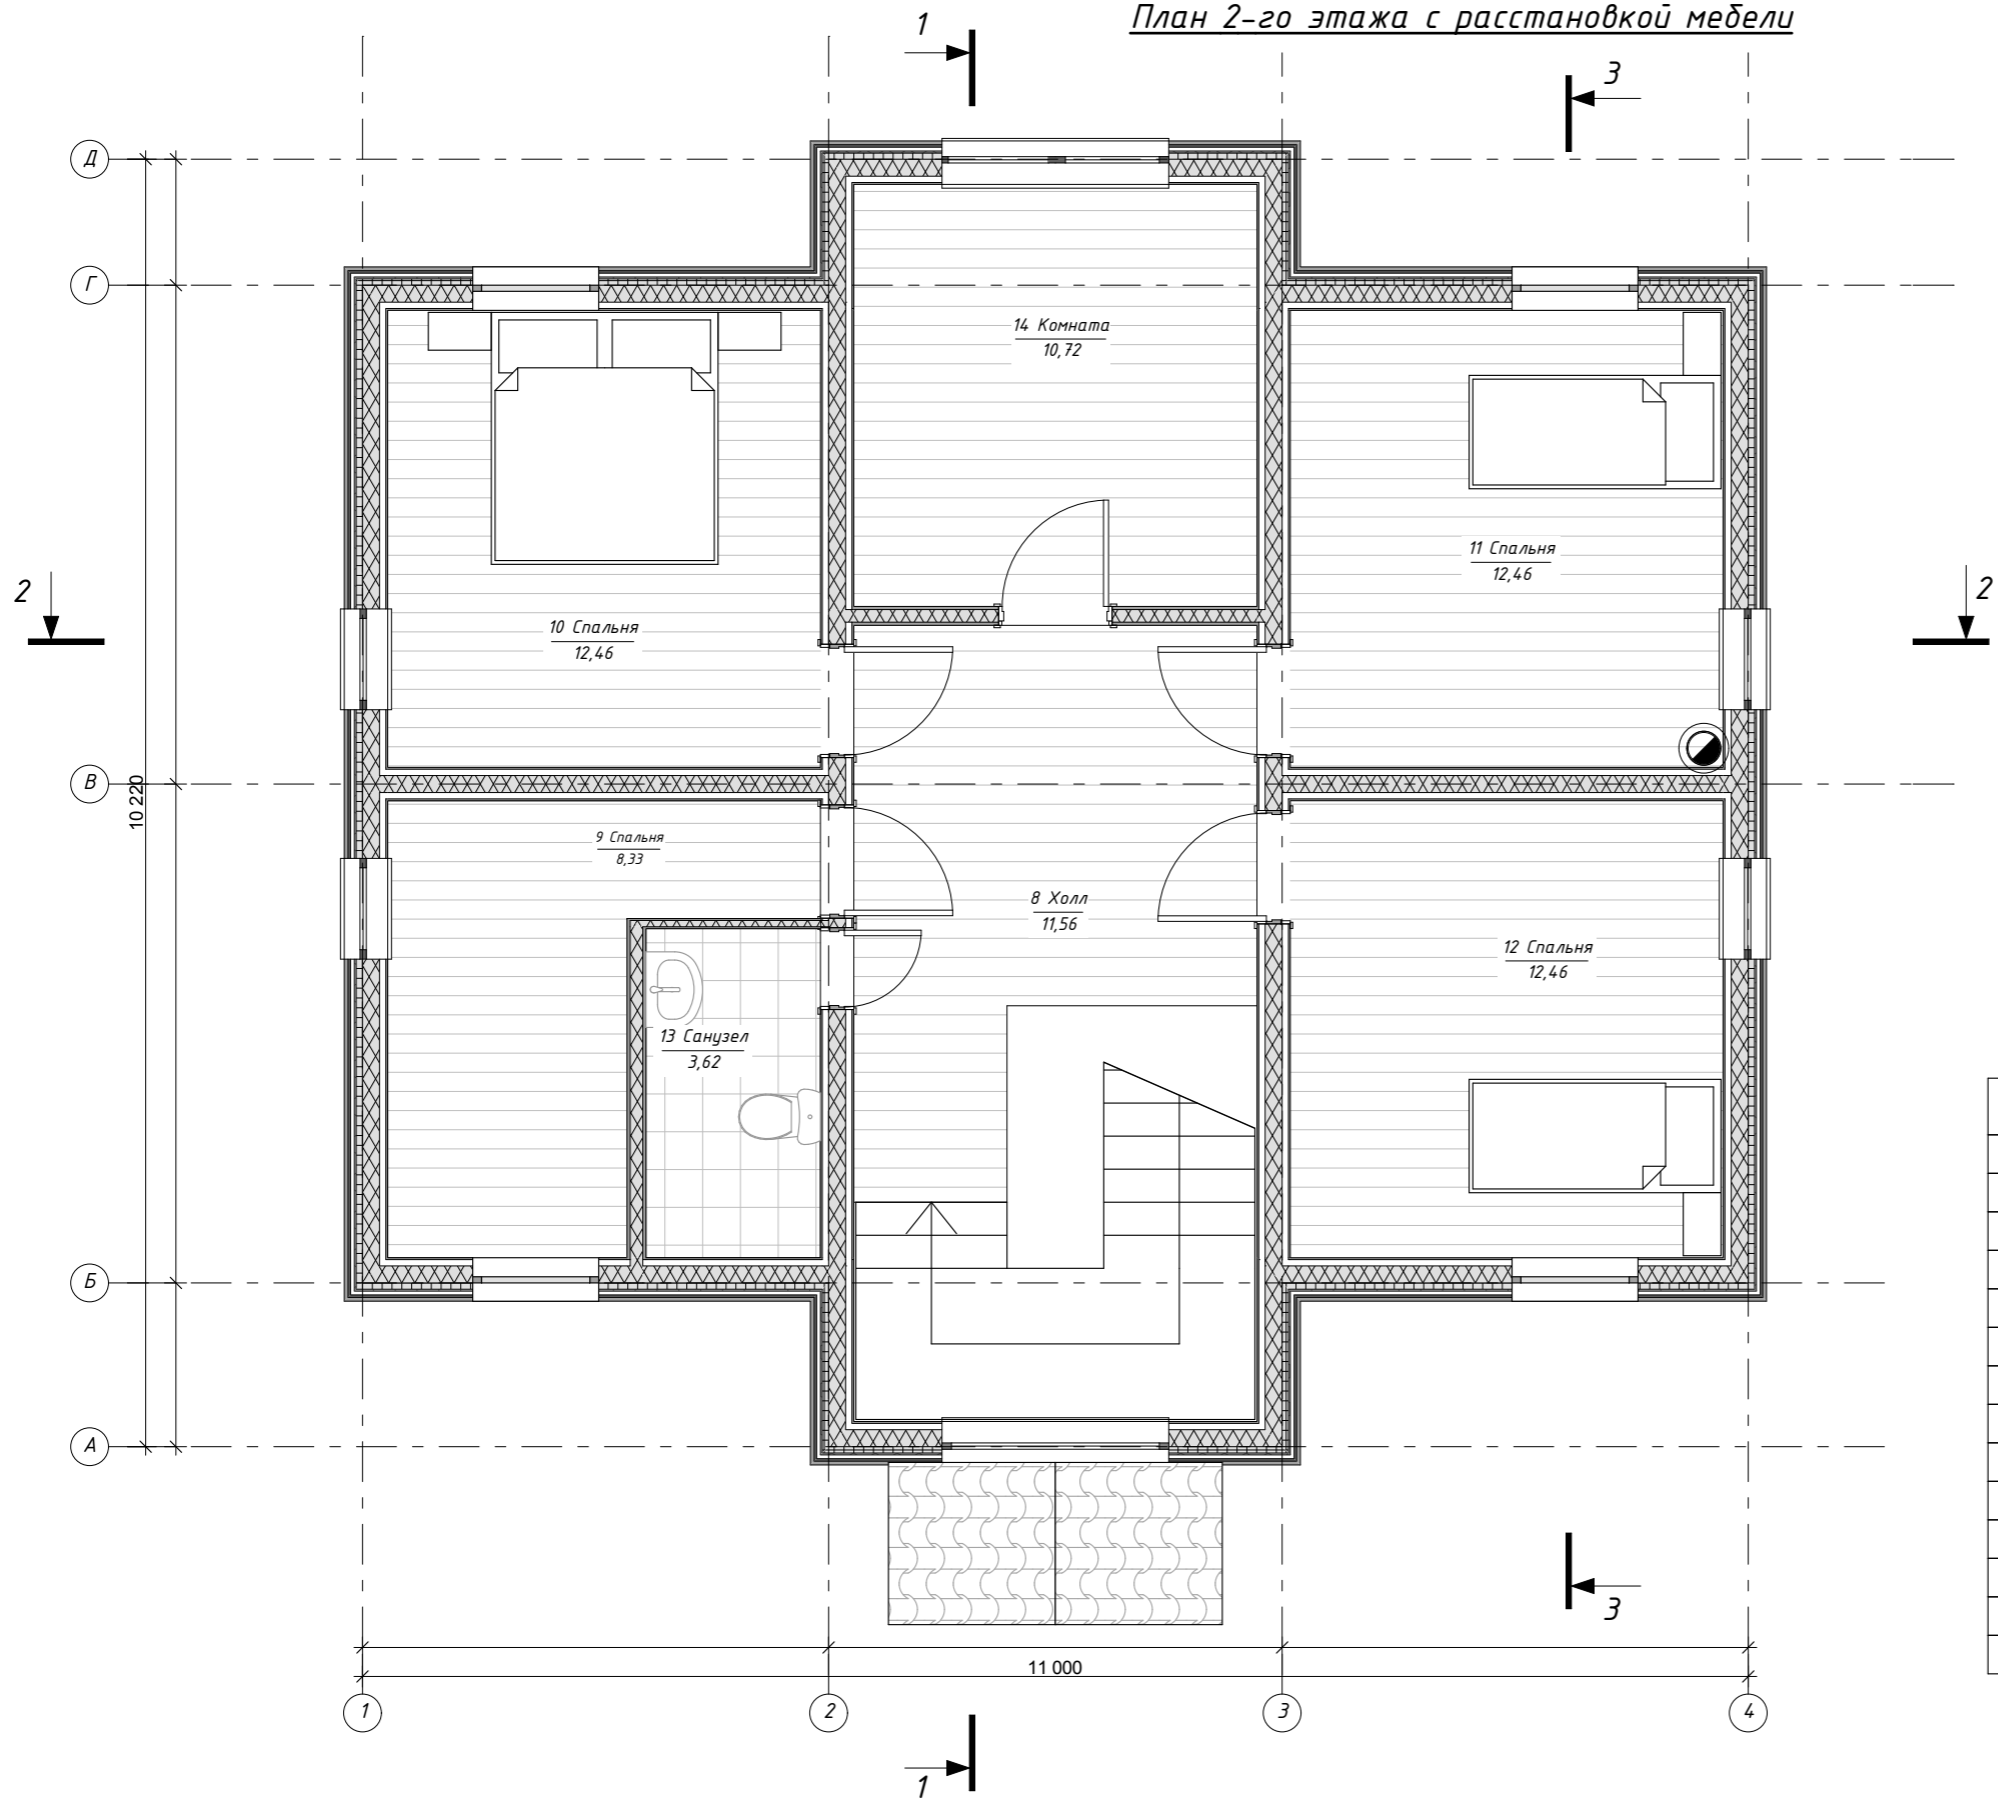 План 2-го этажа с расстановкой мебели
1
3
Д
Г
14 Комната
10,72
11 Спальня
12,46
2
2
10 Спальня
12,46
В
10 220
9 Спальня
8,33
8 Холл
11,56
12 Спальня
12,46
13 Санузел
3,62
Б
А
3
11 000
1
2
3
4
1